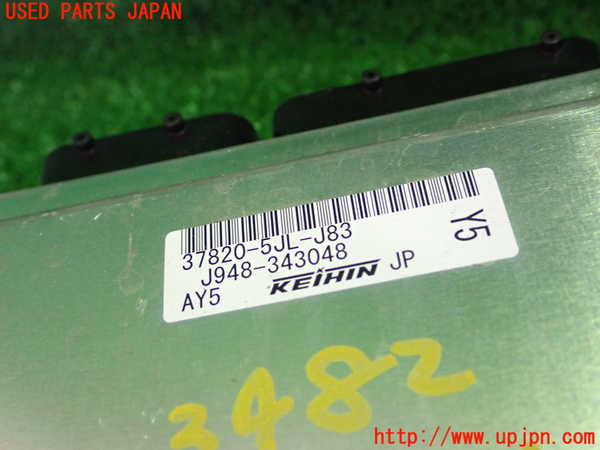 USED PARTS JAPAN
37820-5JL-J83
J948-343048
AY5 KEIHIN JP
Y5
3482
http://www.upjpn.com/